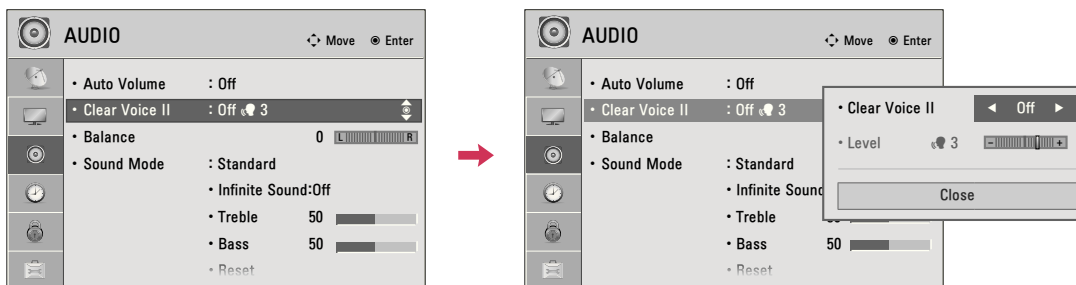 AUDIO
Move Enter
• Auto Volume : Off
• Clear Voice II : Off 3
• Balance 0 L R
• Sound Mode : Standard
• Infinite Sound:Off
• Treble 50
• Bass 50
• Reset
AUDIO
Move Enter
• Auto Volume : Off
• Clear Voice II : Off 3
• Balance
• Sound Mode : Standard
• Infinite Sound
• Treble
• Bass 50
• Reset
• Clear Voice II ◄ Off ►
• Level 3 - +
Close